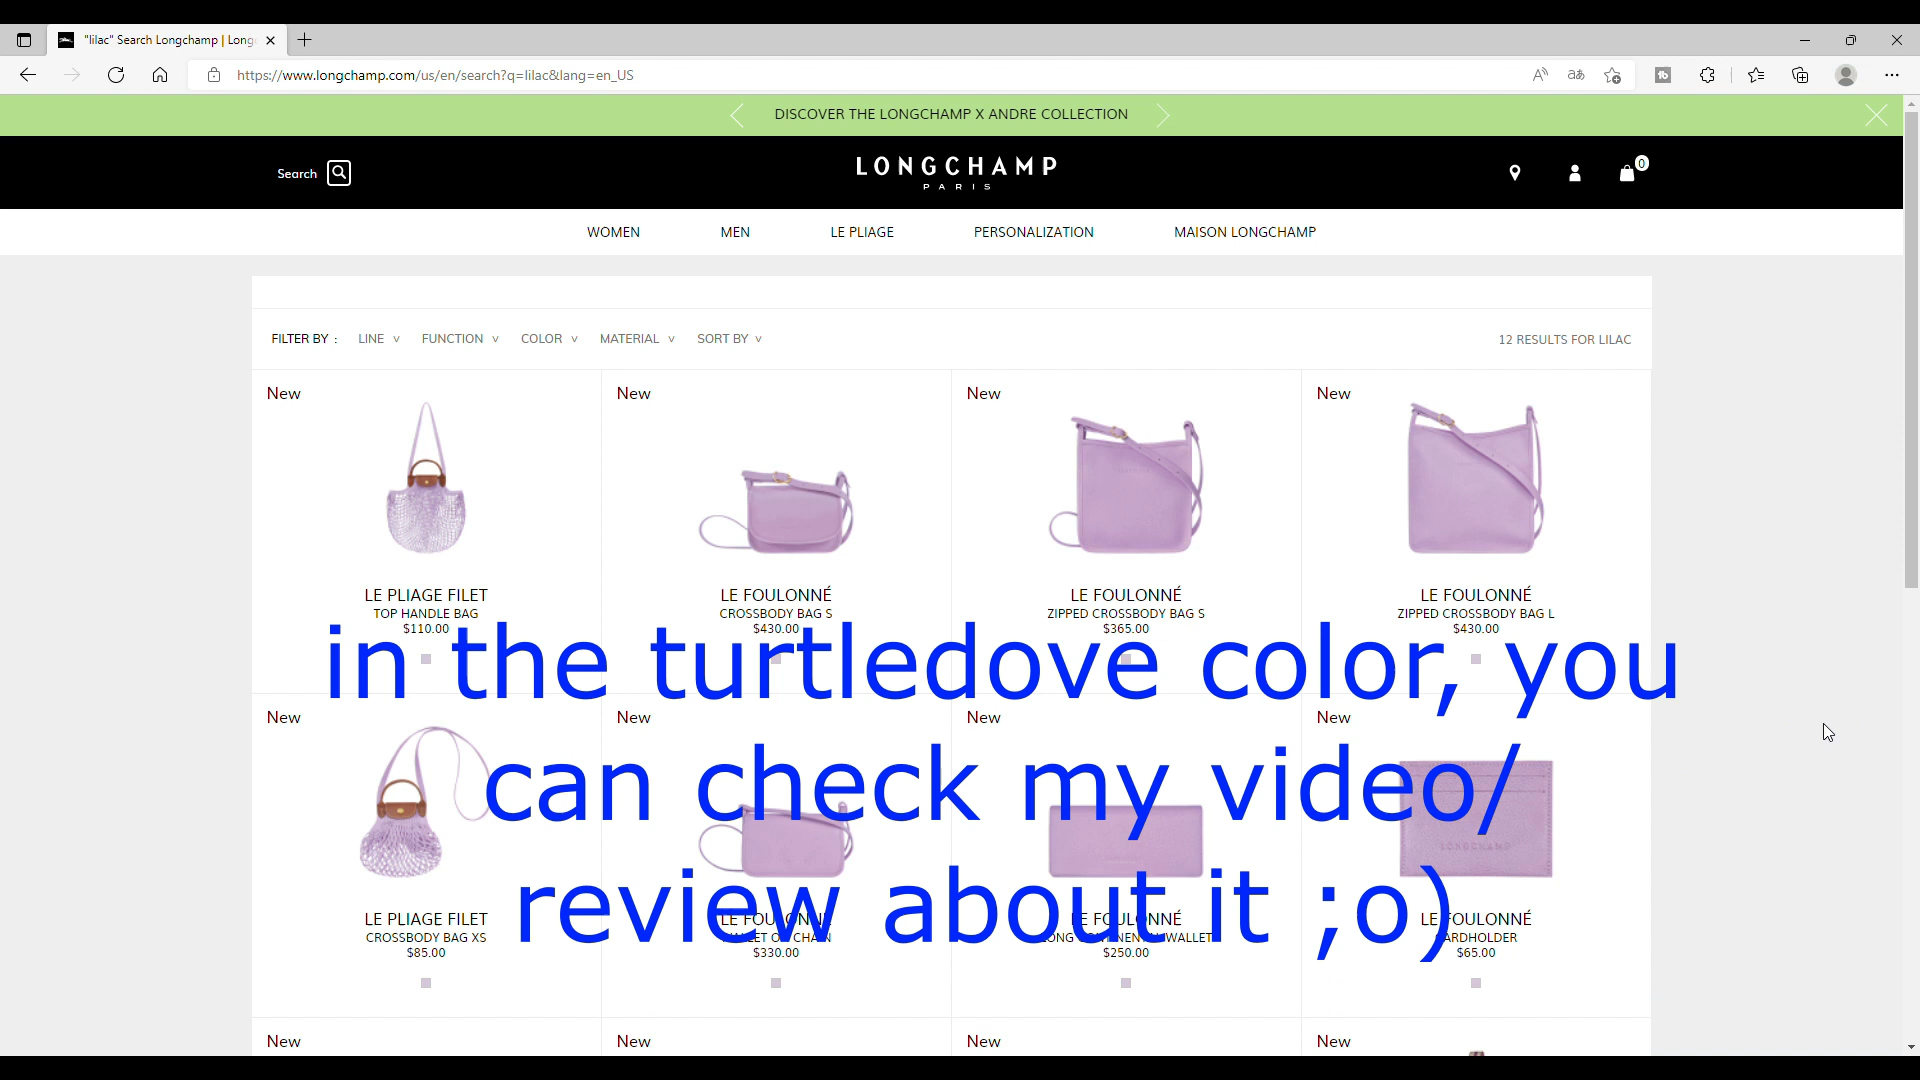 "lilac" Search Longchamp | Long
https://www.longchamp.com/us/en/search?q=lilac&lang=en_US
DISCOVER THE LONGCHAMP X ANDRE COLLECTION
Search
LONGCHAMP
PARIS
0
WOMEN MEN LE PLIAGE PERSONALIZATION MAISON LONGCHAMP
FILTER BY : LINE FUNCTION COLOR MATERIAL SORT BY 12 RESULTS FOR LILAC
New New New New
LE PLIAGE FILET LE FOULONNÉ LE FOULONNÉ LE FOULONNÉ
TOP HANDLE BAG CROSSBODY BAG S ZIPPED CROSSBODY BAG S ZIPPED CROSSBODY BAG L
$110.00 $430.00 $365.00 $430.00
in the turtledove color, you
New New New New
can check my video/
LONGCHAMP
review about it ;o)
LE PLIAGE FILET LE FOULONNÉ LE FOULONNÉ LE FOULONNÉ
CROSSBODY BAG XS WALLET ON CHAIN LONG CONTINENTAL WALLET CARDHOLDER
$85.00 $330.00 $250.00 $65.00
New New New New